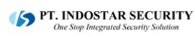 PT. INDOSTAR SECURITY
One Stop Integrated Security Solution